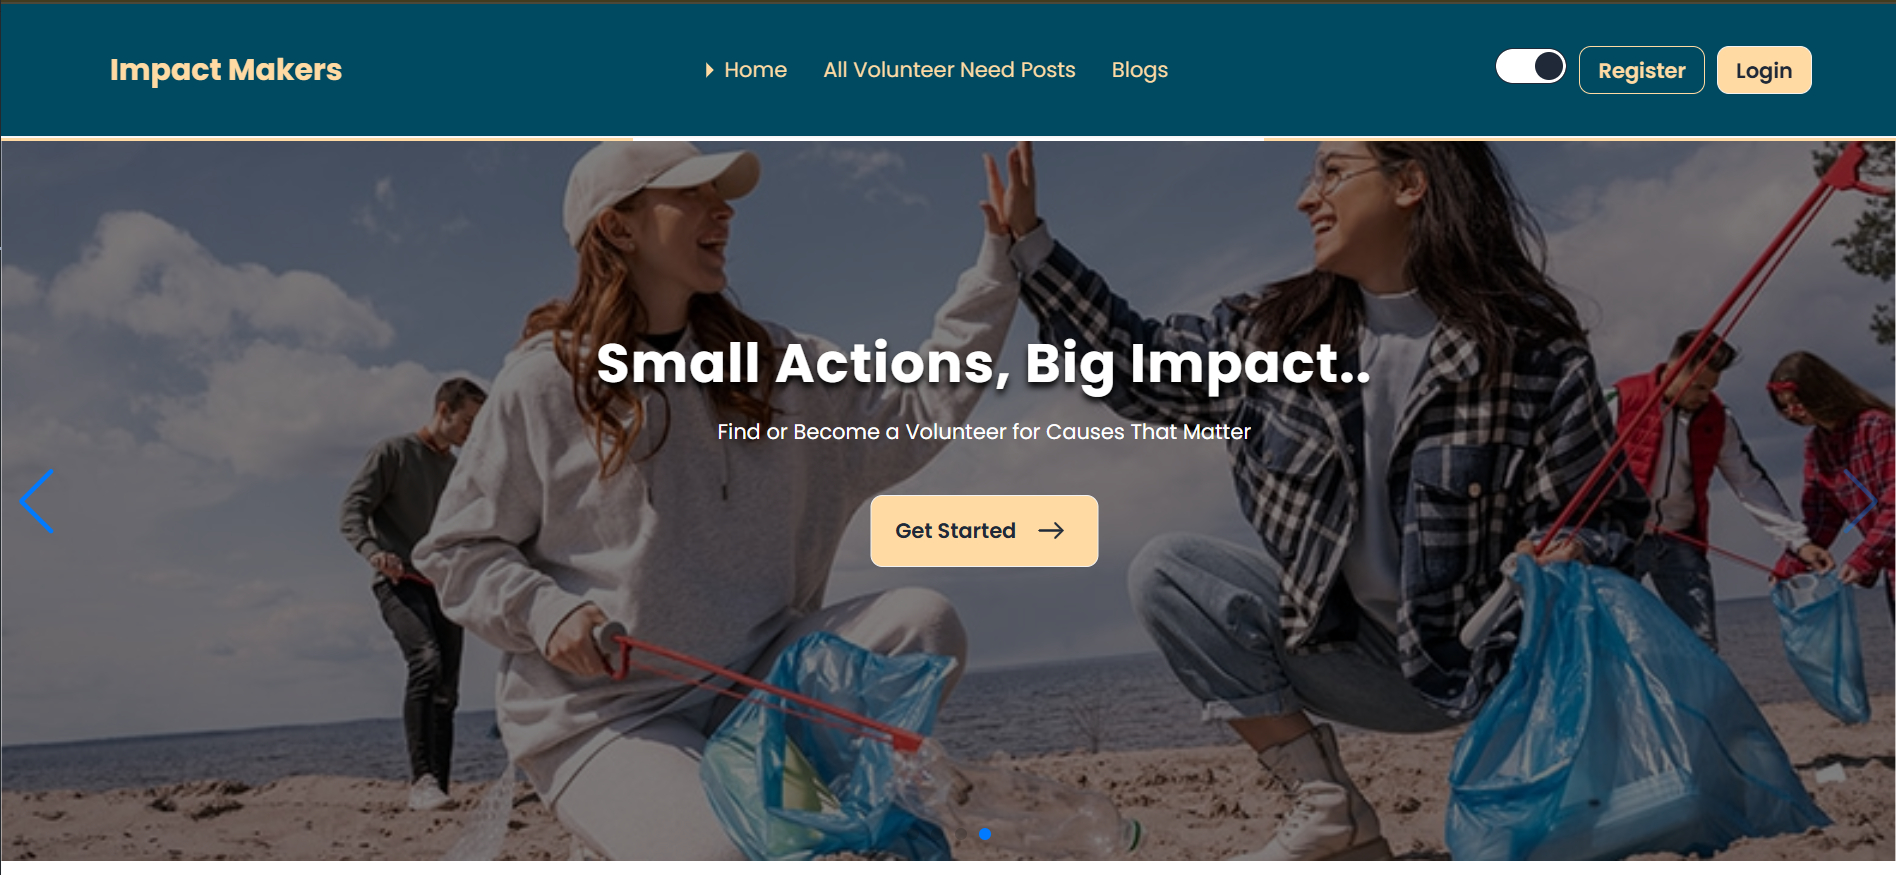 Impact Makers
Home
All Volunteer Need Posts
Blogs
Register
Login
Small Actions, Big Impact..
Find or Become a Volunteer for Causes That Matter
Get Started